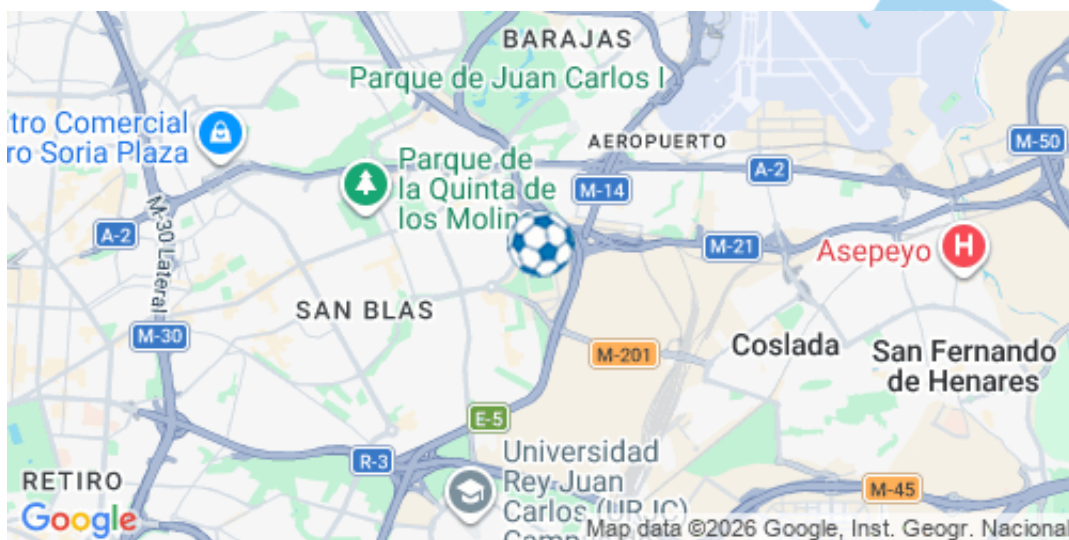 BARAJAS
Parque de Juan Carlos I
tro Comercial
ro Soria Plaza
AEROPUERTO
M-50
A-2
Parque de
la Quinta de
los Molin
M-14
A-2
M-30 Lateral
M-21
Asepeyo
H
SAN BLAS
M-30
M-201
Coslada
San Fernando
de Henares
E-5
R-3
Universidad
Rey Juan
Carlos (URJC)
Camp
RETIRO
M-45
Google
Map data ©2026 Google, Inst. Geogr. Nacional